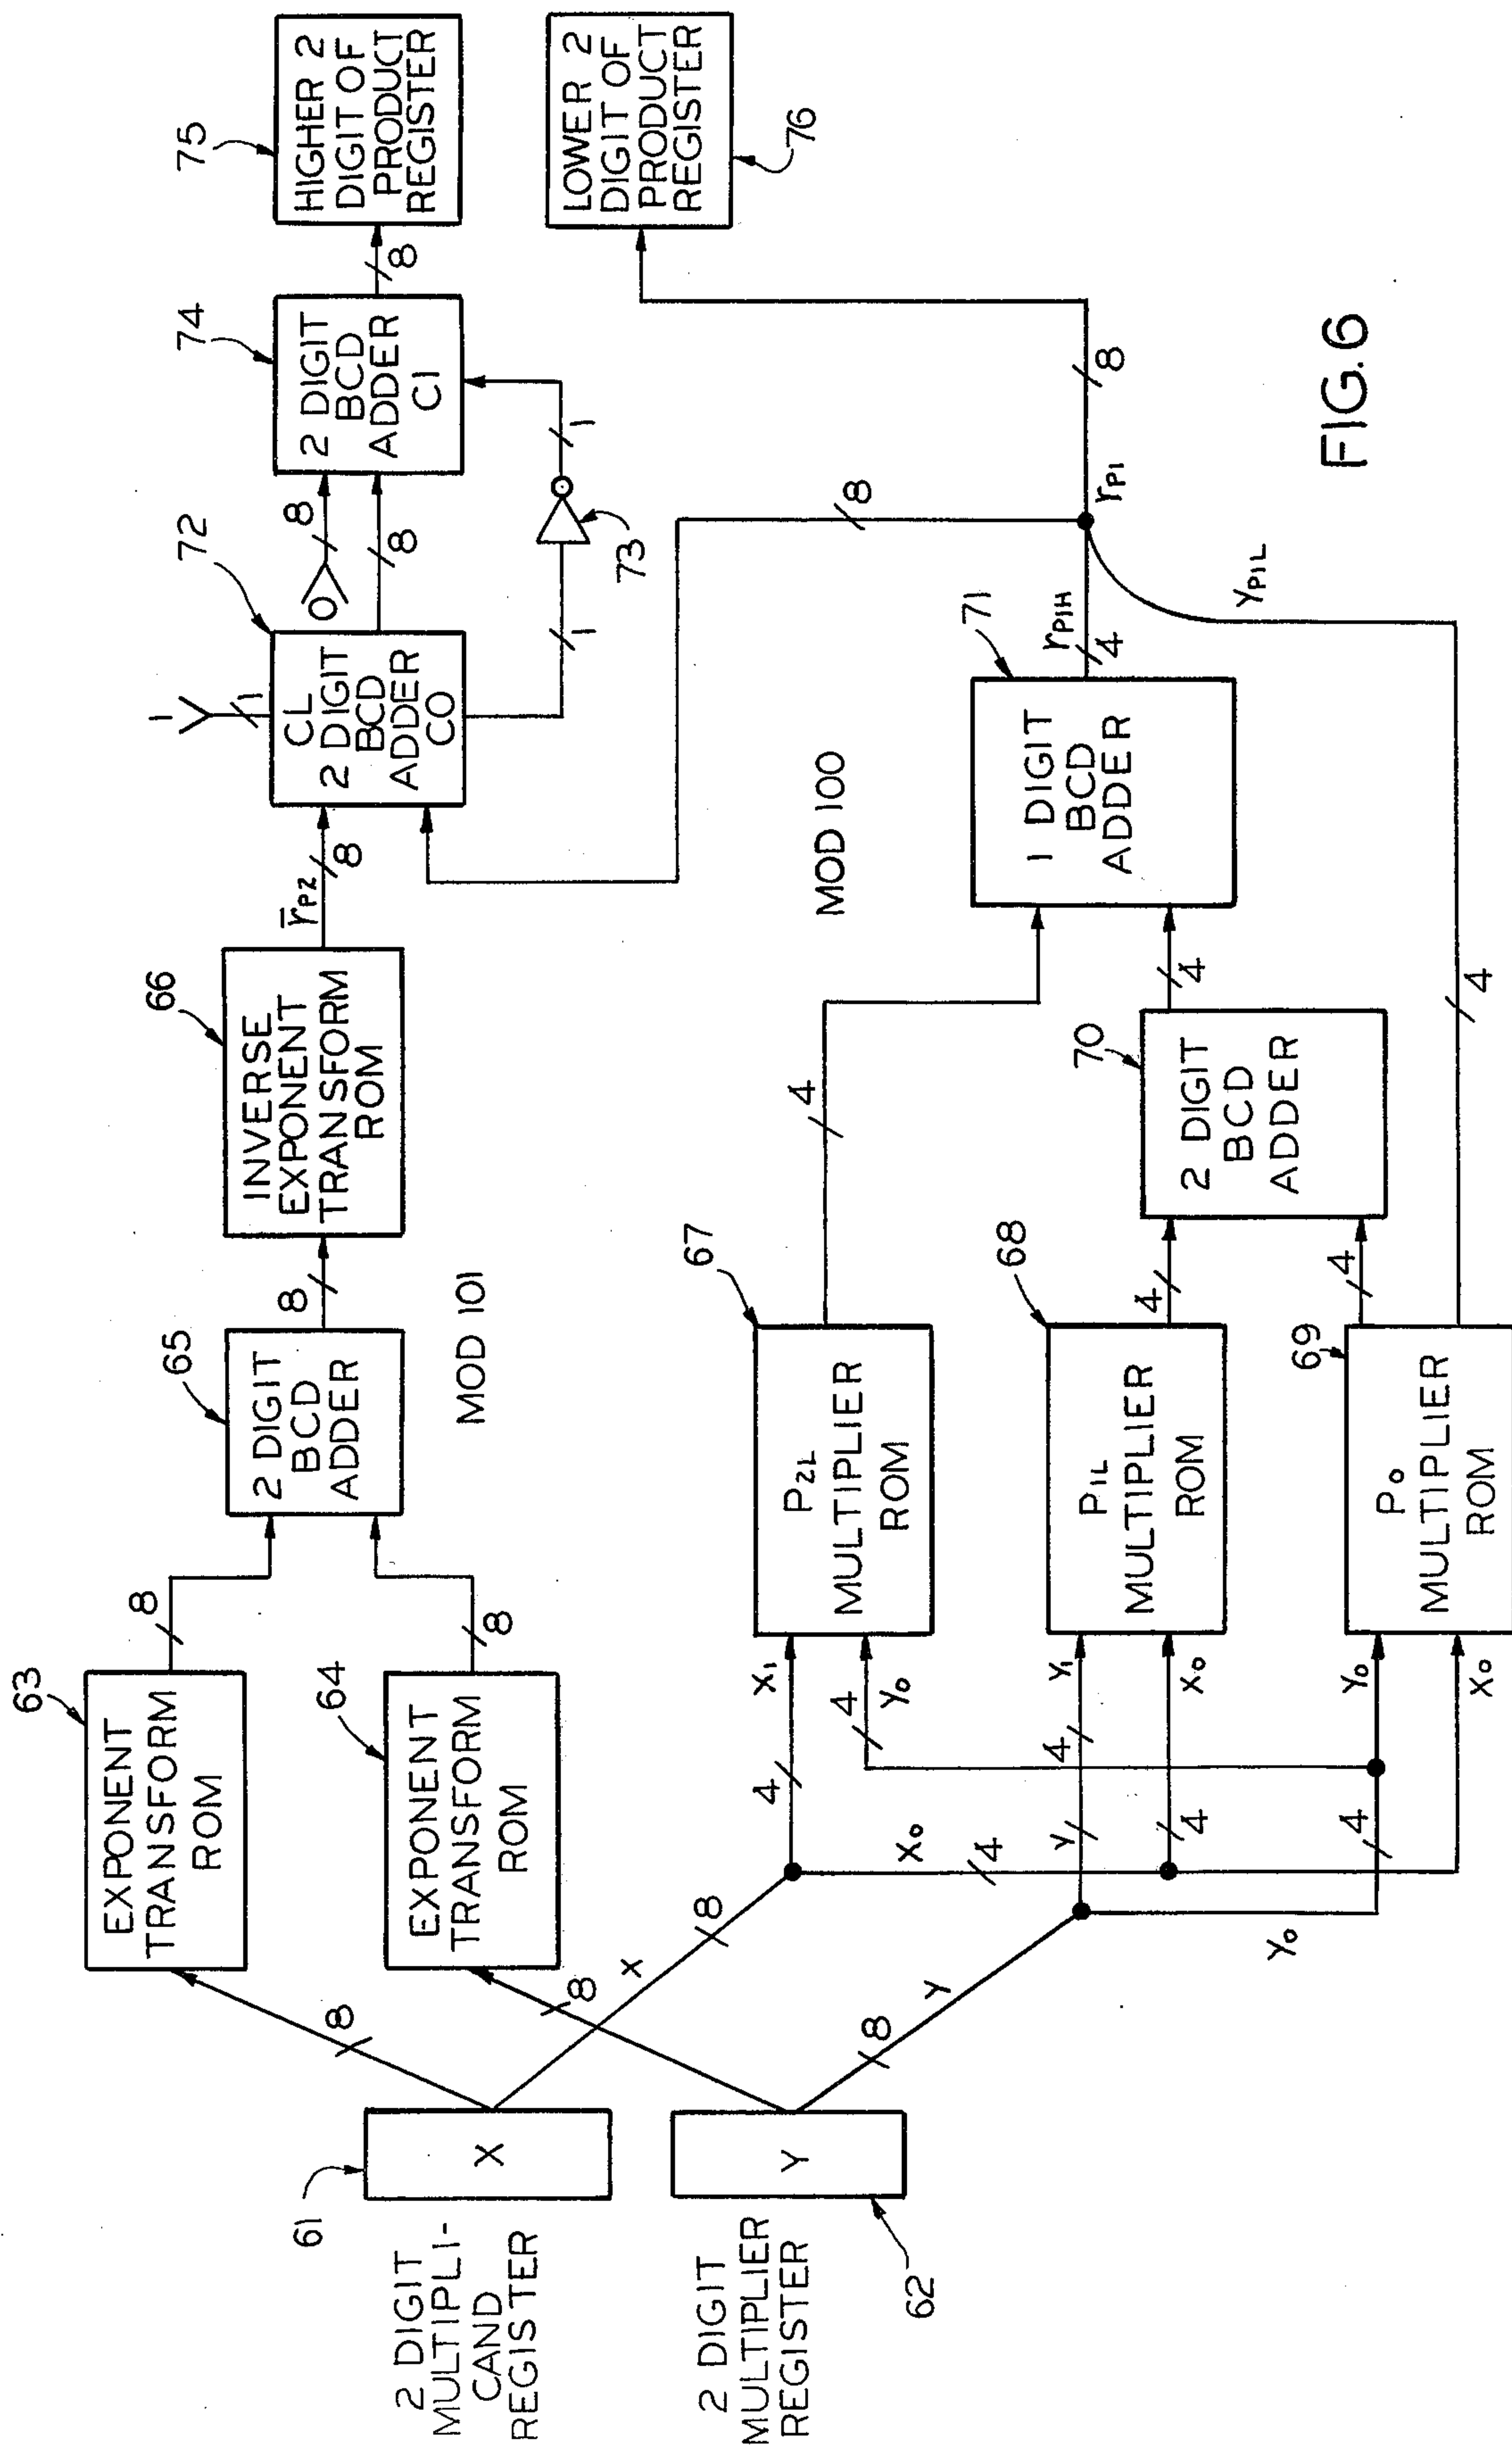 2 DIGIT
MULTIPLI-
CAND
REGISTER
61
X
2 DIGIT
MULTIPLIER
REGISTER
62
Y
8
8
X
8
8
Y
63
EXPONENT
TRANSFORM
ROM
8
64
EXPONENT
TRANSFORM
ROM
8
65
2 DIGIT
BCD
ADDER
MOD 101
8
66
INVERSE
EXPONENT
TRANSFORM
ROM
r̄P2
8
1
1
72
CL
2 DIGIT
BCD
ADDER
CO
0
8
8
1
73
1
74
2 DIGIT
BCD
ADDER
CI
8
75
HIGHER 2
DIGIT OF
PRODUCT
REGISTER
LOWER 2
DIGIT OF
PRODUCT
REGISTER
76
4
X1
4
Y0
67
P2L
MULTIPLIER
ROM
4
X0
4
Y
4
Y1
4
X0
68
P1L
MULTIPLIER
ROM
4
Y0
4
Y0
X0
69
P0
MULTIPLIER
ROM
4
4
70
2 DIGIT
BCD
ADDER
4
MOD 100
71
1 DIGIT
BCD
ADDER
rP1H
4
YP1L
rP1
8
8
FIG.6